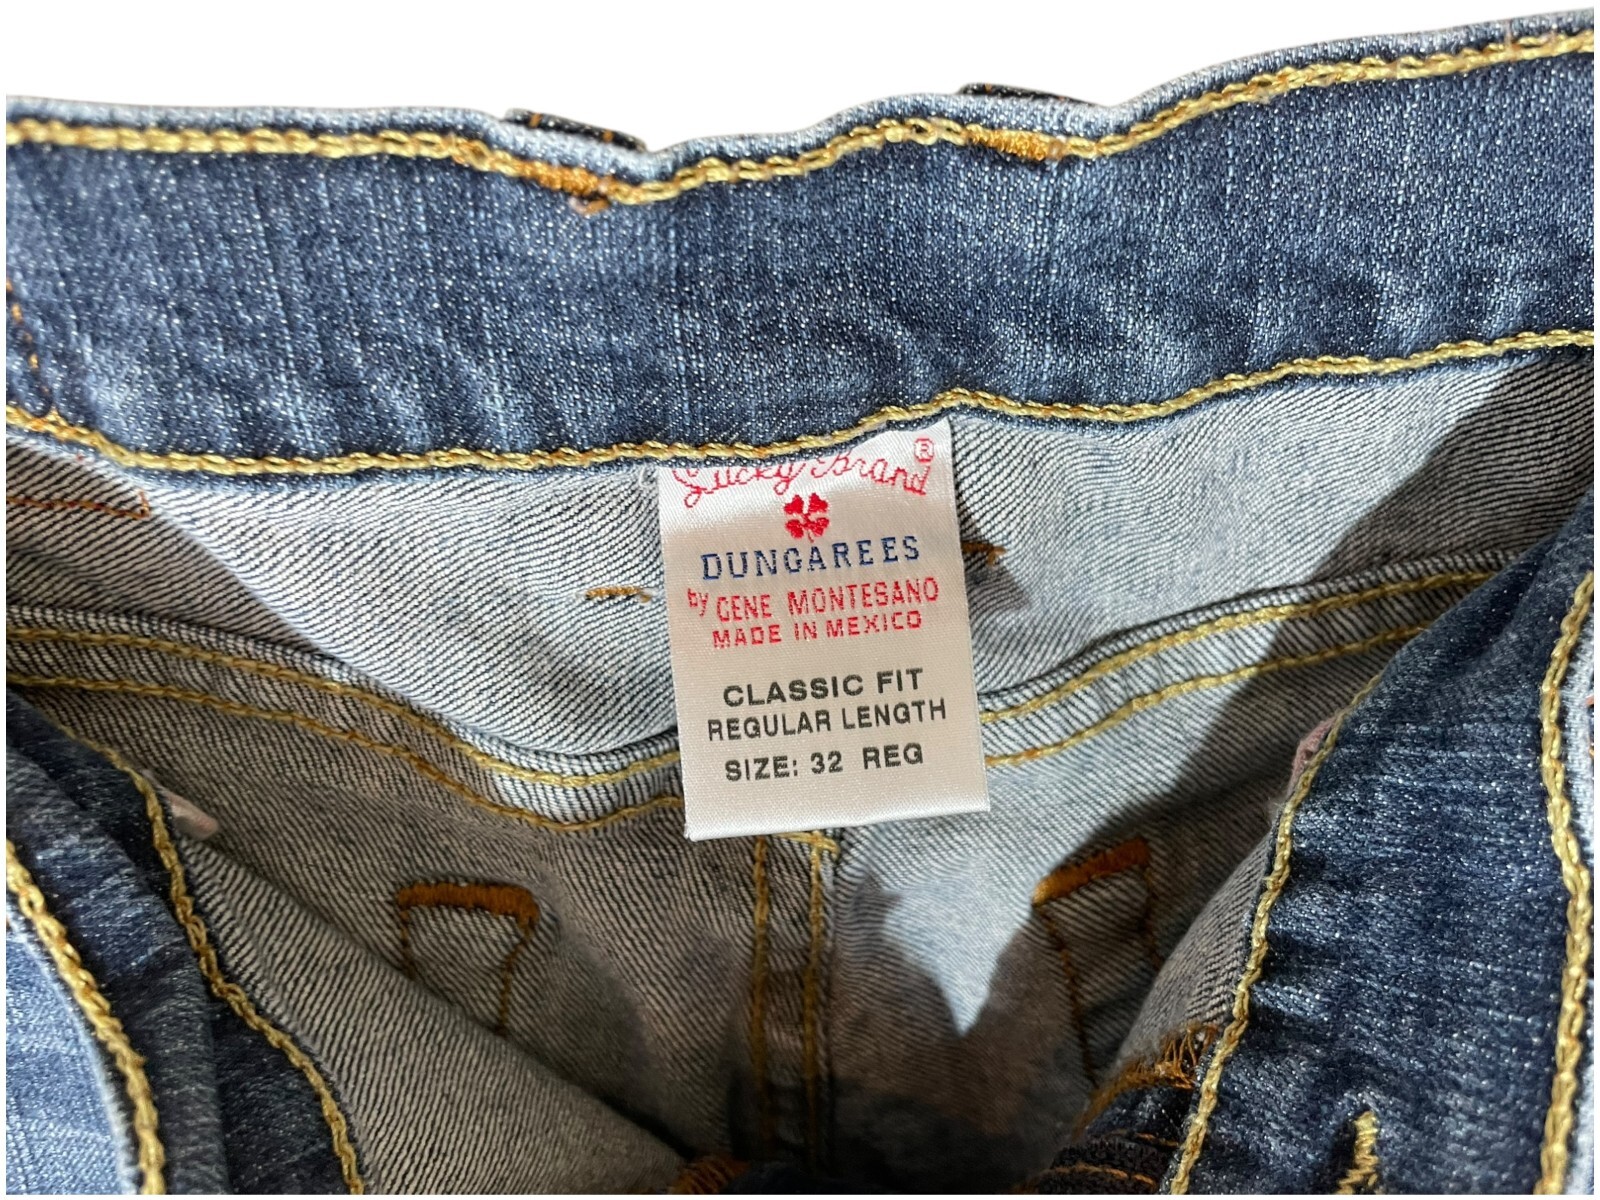 Lucky Brand ®
DUNGAREES
by GENE MONTESANO
MADE IN MEXICO
CLASSIC FIT
REGULAR LENGTH
SIZE: 32 REG